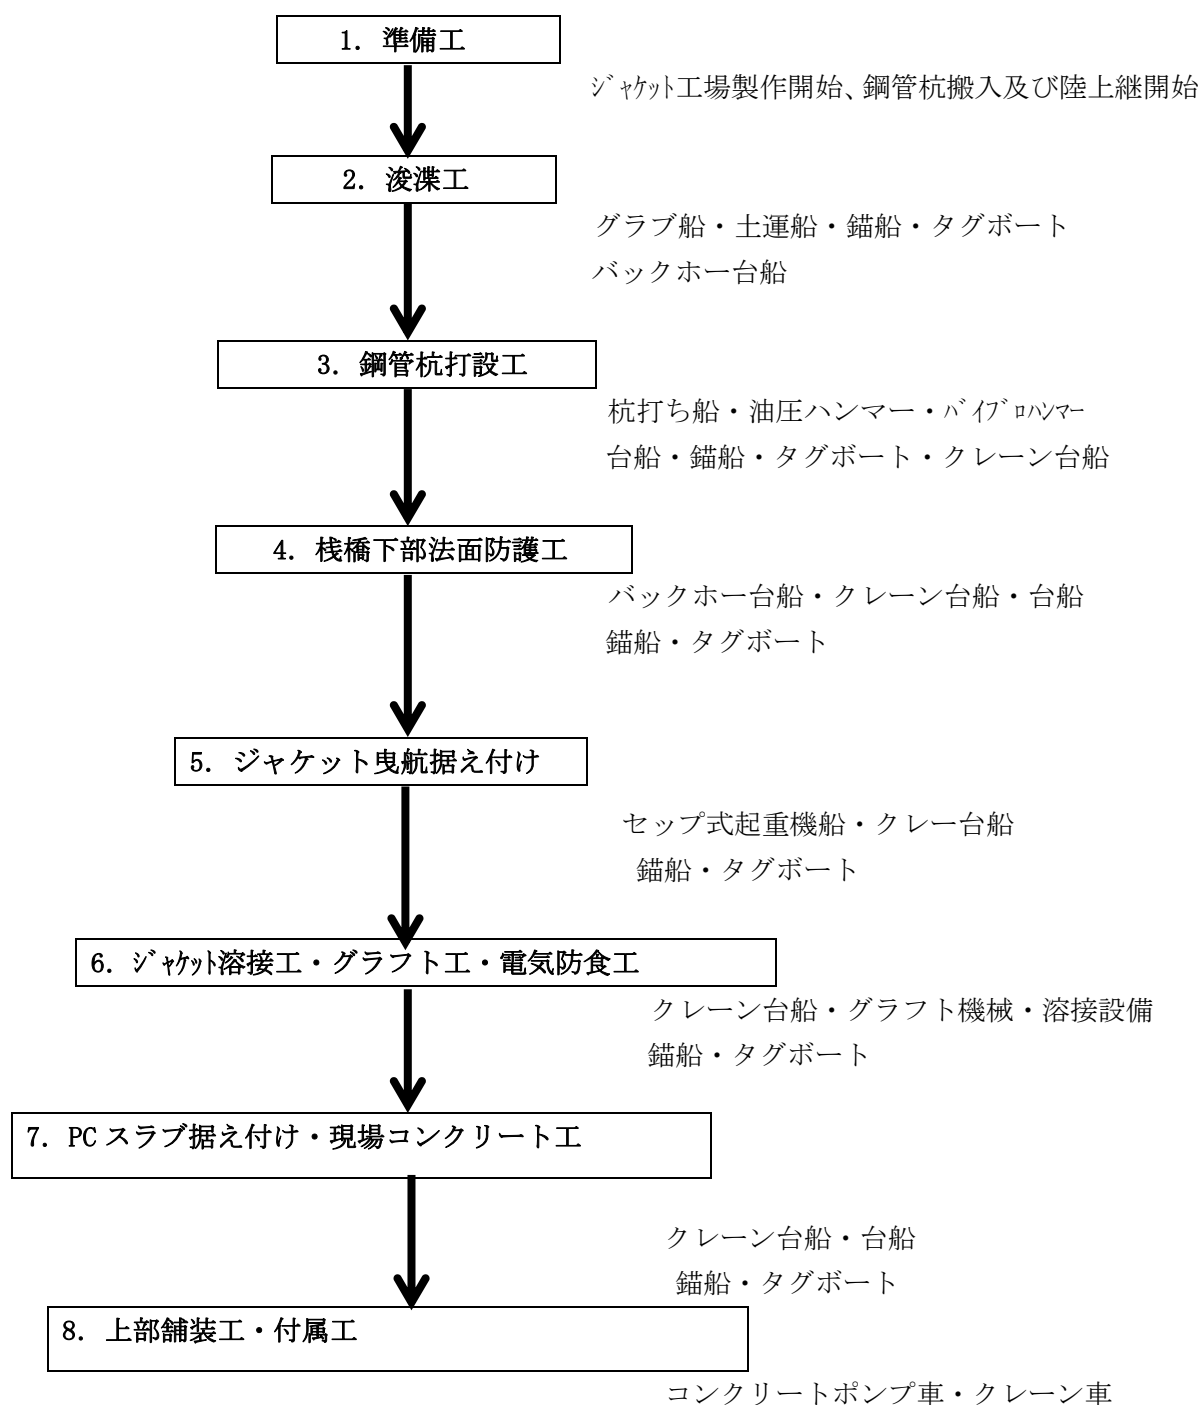 1. 準備工
ｼﾞｬｹｯﾄ工場製作開始、鋼管杭搬入及び陸上継開始
2. 浚渫工
グラブ船・土運船・錨船・タグボート
バックホー台船
3. 鋼管杭打設工
杭打ち船・油圧ハンマー・ﾊﾞｲﾌﾞﾛﾊﾝﾏｰ
台船・錨船・タグボート・クレーン台船
4. 桟橋下部法面防護工
バックホー台船・クレーン台船・台船
錨船・タグボート
5. ジャケット曳航据え付け
セップ式起重機船・クレー台船
錨船・タグボート
6. ｼﾞｬｹｯﾄ溶接工・グラフト工・電気防食工
クレーン台船・グラフト機械・溶接設備
錨船・タグボート
7. PC スラブ据え付け・現場コンクリート工
クレーン台船・台船
錨船・タグボート
8. 上部舗装工・付属工
コンクリートポンプ車・クレーン車